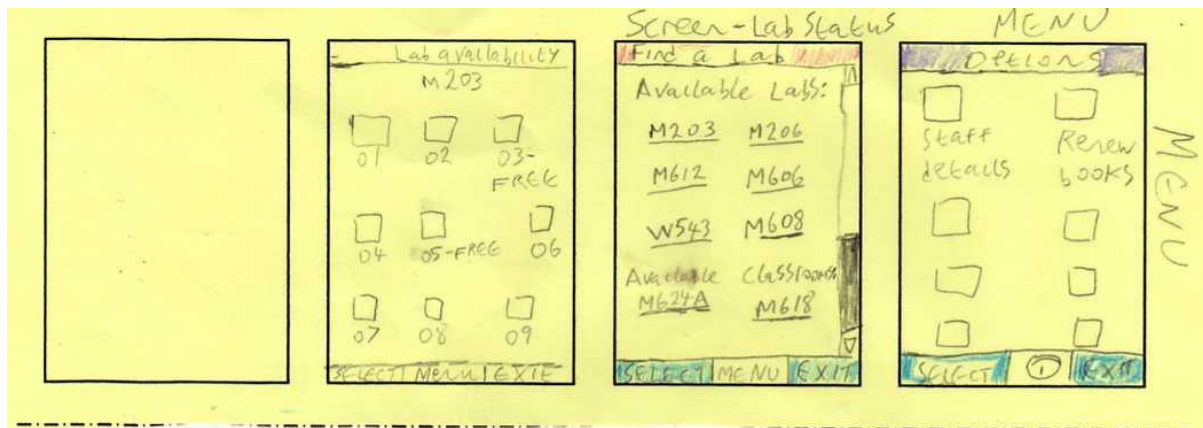 Screen-Lab Status
MENU
Lab availability
M203
01 02 03-
FREE
04 05-FREE 06
07 08 09
SELECT Menu EXIT
Find a Lab
Available Labs:
M203 M206
M612 M606
W543 M608
Available Classrooms
M624A M618
SELECT MENU EXIT
Options
Staff Renew
details books
SELECT EXIT
MENU